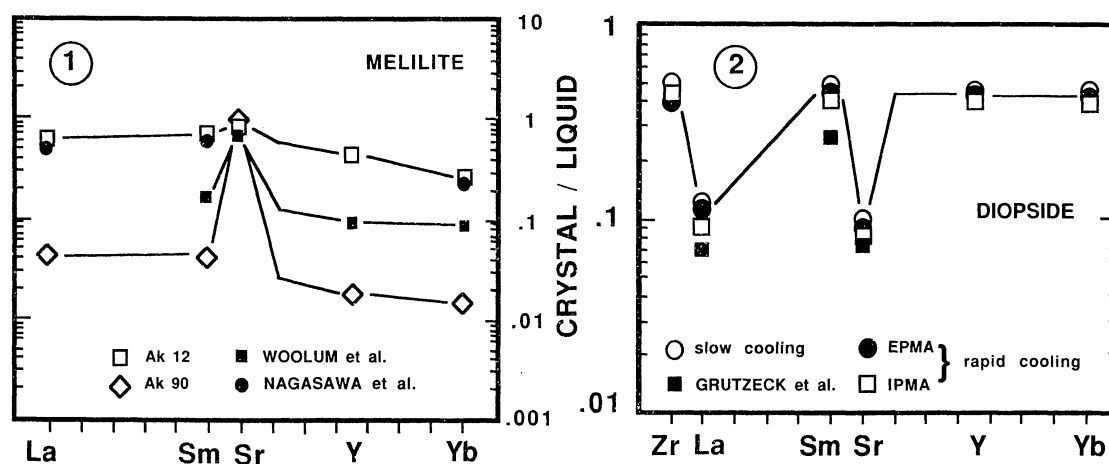 1
MELILITE
10
1
.1
.01
.001
Ak 12
WOOLUM et al.
Ak 90
NAGASAWA et al.
La Sm Sr Y Yb
CRYSTAL / LIQUID
1
.1
.01
2
DIOPSIDE
slow cooling
EPMA
} rapid cooling
GRUTZECK et al.
IPMA
Zr La Sm Sr Y Yb